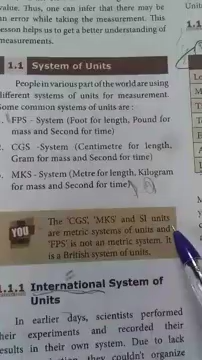 value. Thus, one can infer that there may be
an error while taking the measurement. This
lesson helps us to get a better understanding of
measurements.
1.1 System of Units
People in various part of the world are using
different systems of units for measurement.
Some common systems of units are :
1. FPS - System (Foot for length, Pound for
mass and Second for time)
2. CGS -System (Centimetre for length,
Gram for mass and Second for time)
MKS - System (Metre for length, Kilogram
for mass and Second for time)
YOU
The 'CGS', 'MKS' and SI units
are metric systems of units and
'FPS' is not an metric system. It
is a British system of units.
1.1.1 International System of
Units
In earlier days, scientists performed
their experiments and recorded their
results in their own system. Due to lack
they couldn't organize
1.1